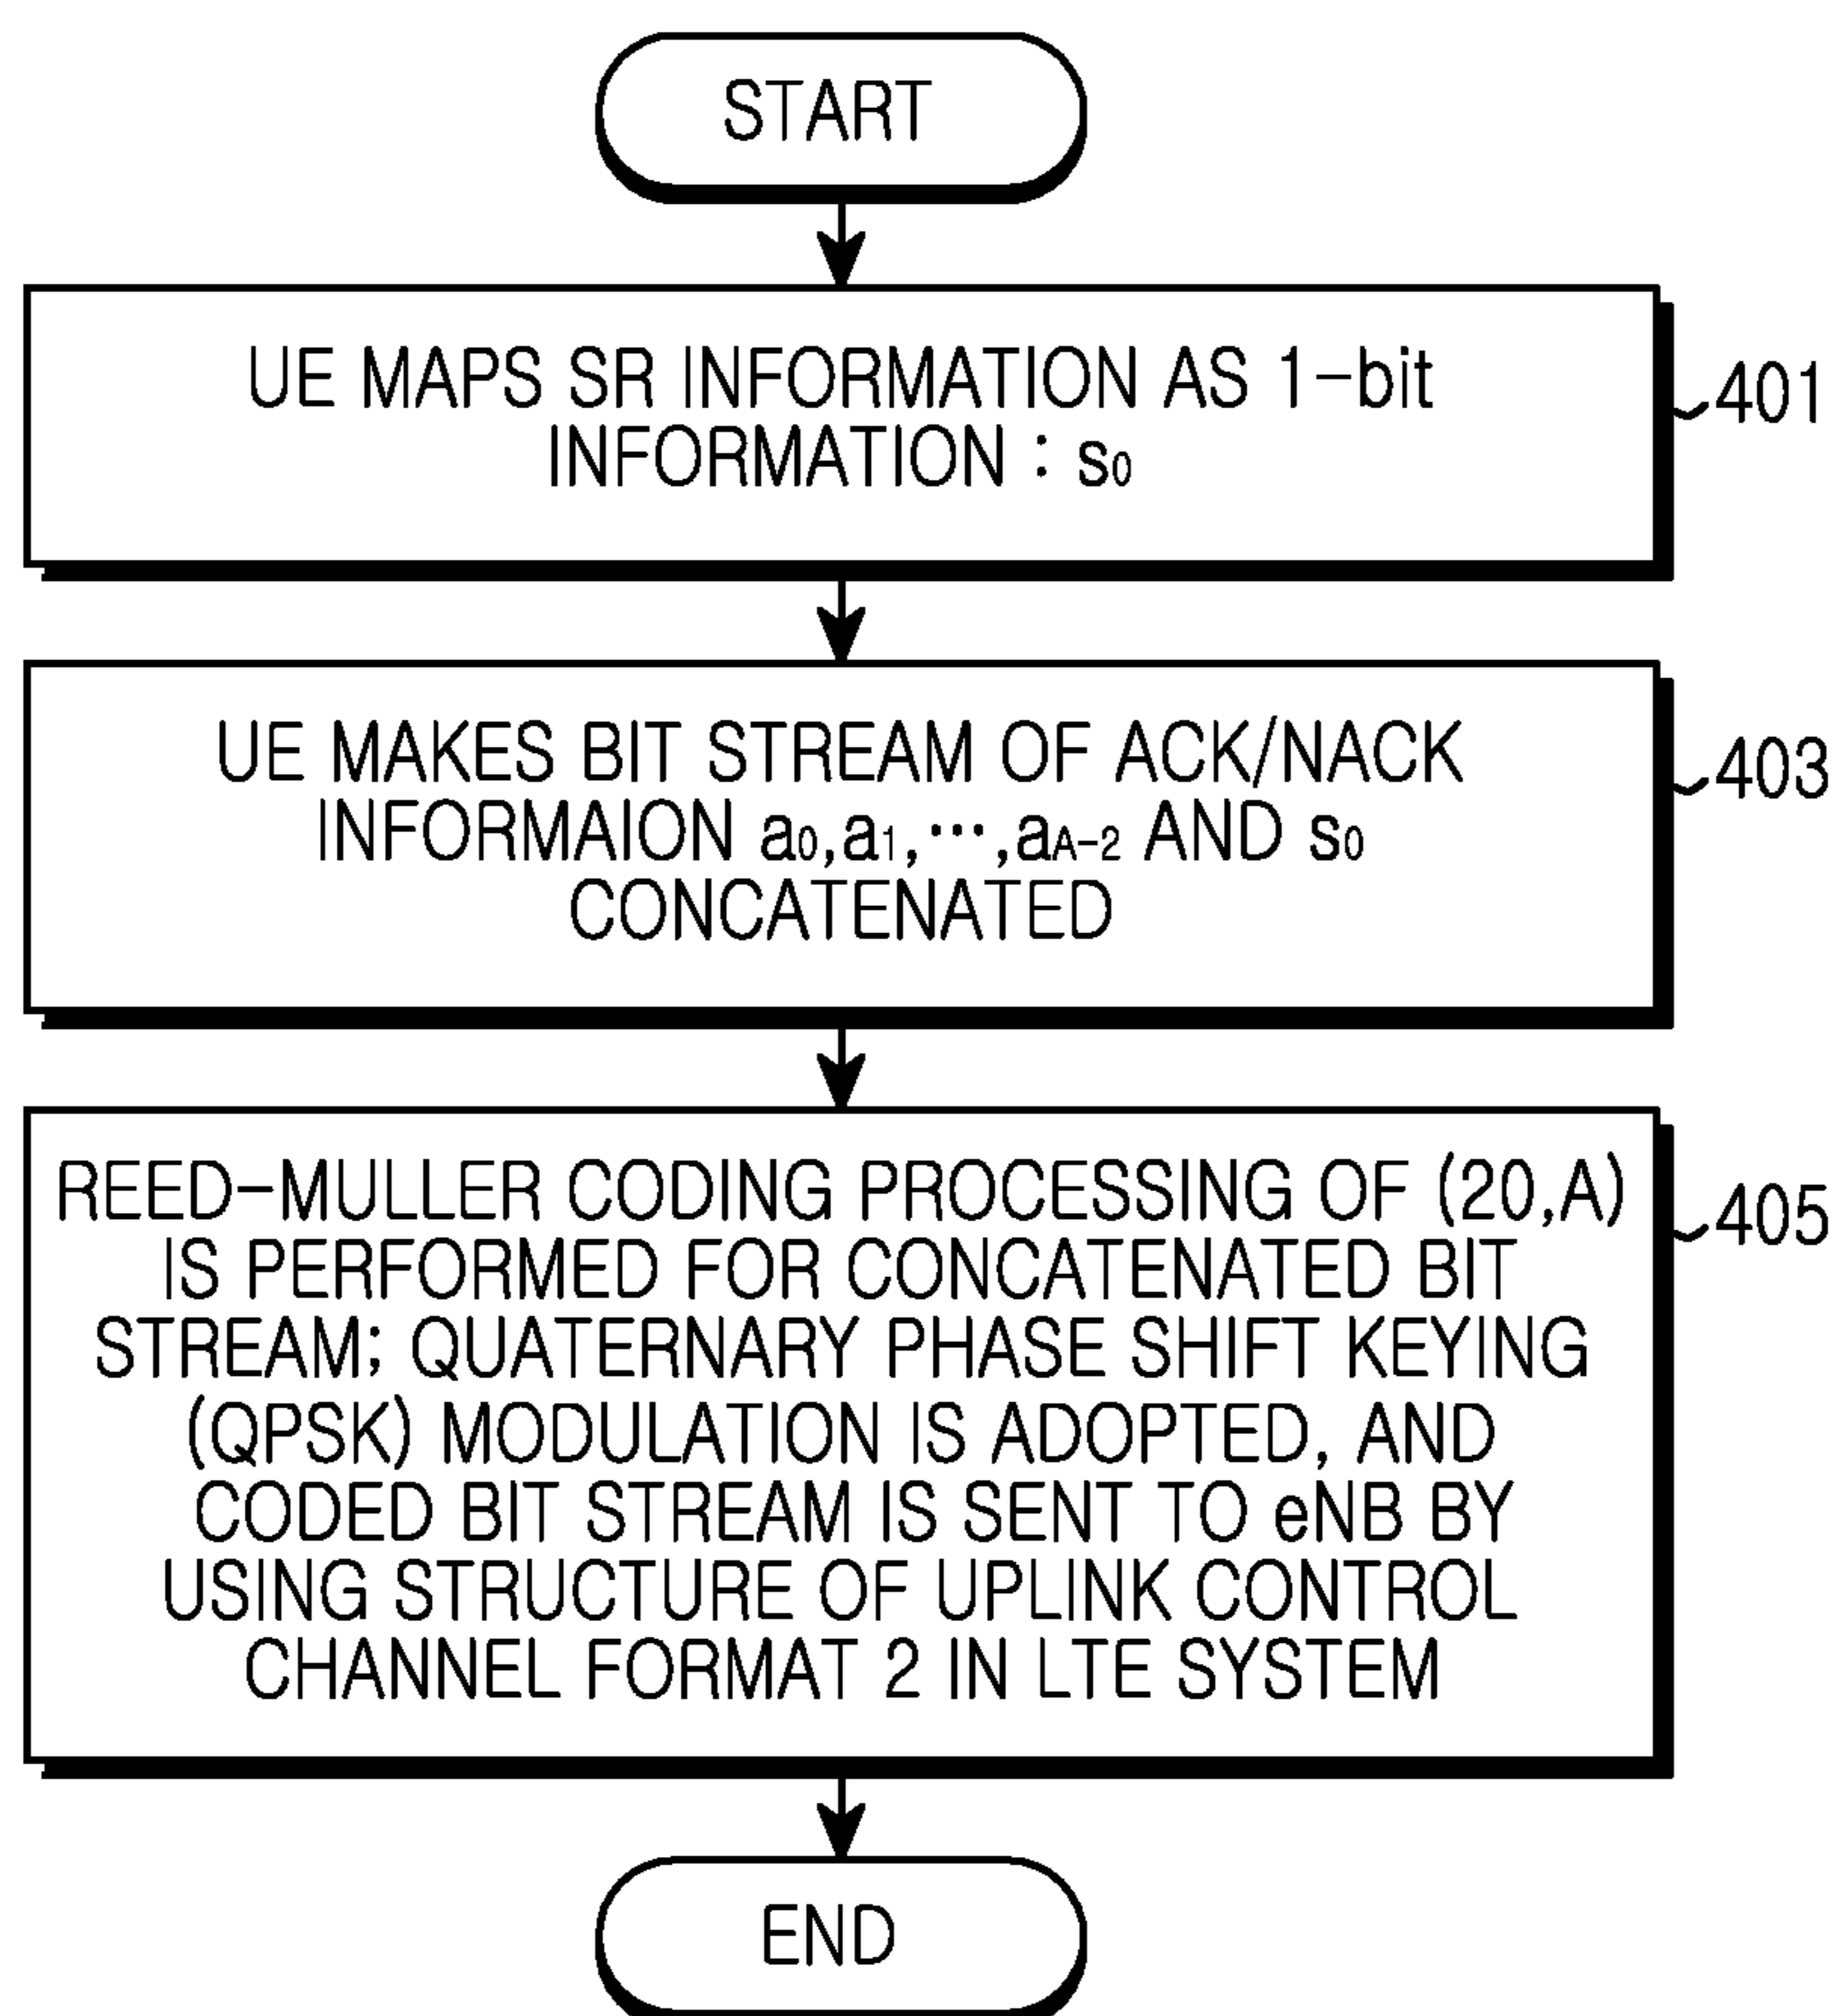 START
UE MAPS SR INFORMATION AS 1-bit
INFORMATION : s₀
401
UE MAKES BIT STREAM OF ACK/NACK
INFORMAION a₀,a₁,⋯,a_A₋₂ AND s₀
CONCATENATED
403
REED-MULLER CODING PROCESSING OF (20,A)
IS PERFORMED FOR CONCATENATED BIT
STREAM; QUATERNARY PHASE SHIFT KEYING
(QPSK) MODULATION IS ADOPTED, AND
CODED BIT STREAM IS SENT TO eNB BY
USING STRUCTURE OF UPLINK CONTROL
CHANNEL FORMAT 2 IN LTE SYSTEM
405
END